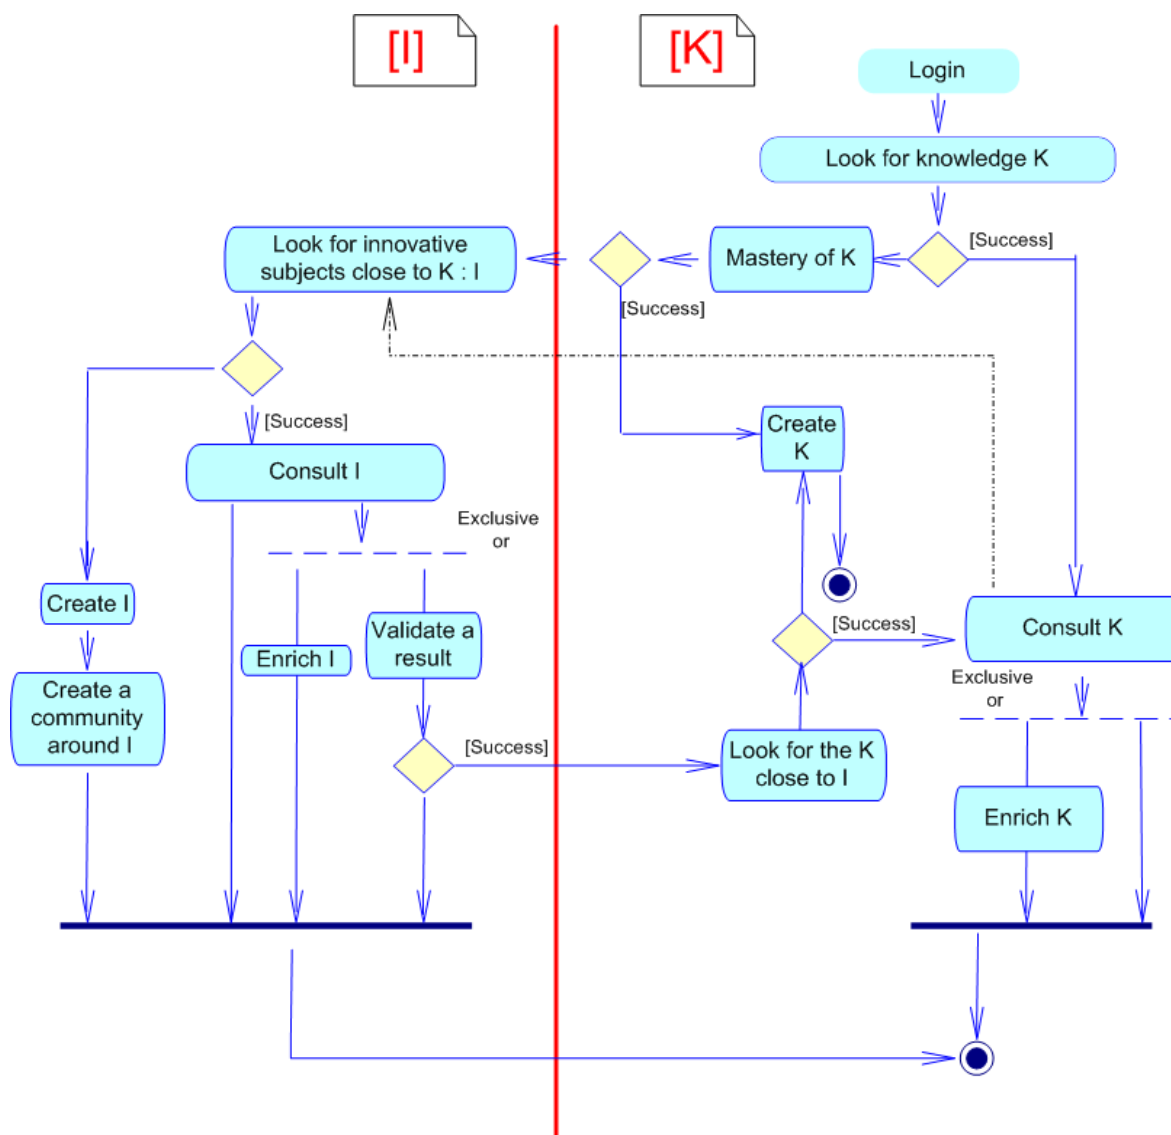 [I]
[K]
Login
Look for knowledge K
[Success]
Look for innovative
subjects close to K : I
Mastery of K
[Success]
[Success]
Create
K
Consult I
Exclusive
or
Create I
Validate a
result
Enrich I
[Success]
Consult K
Create a
community
around I
Exclusive
or
[Success]
Look for the K
close to I
Enrich K